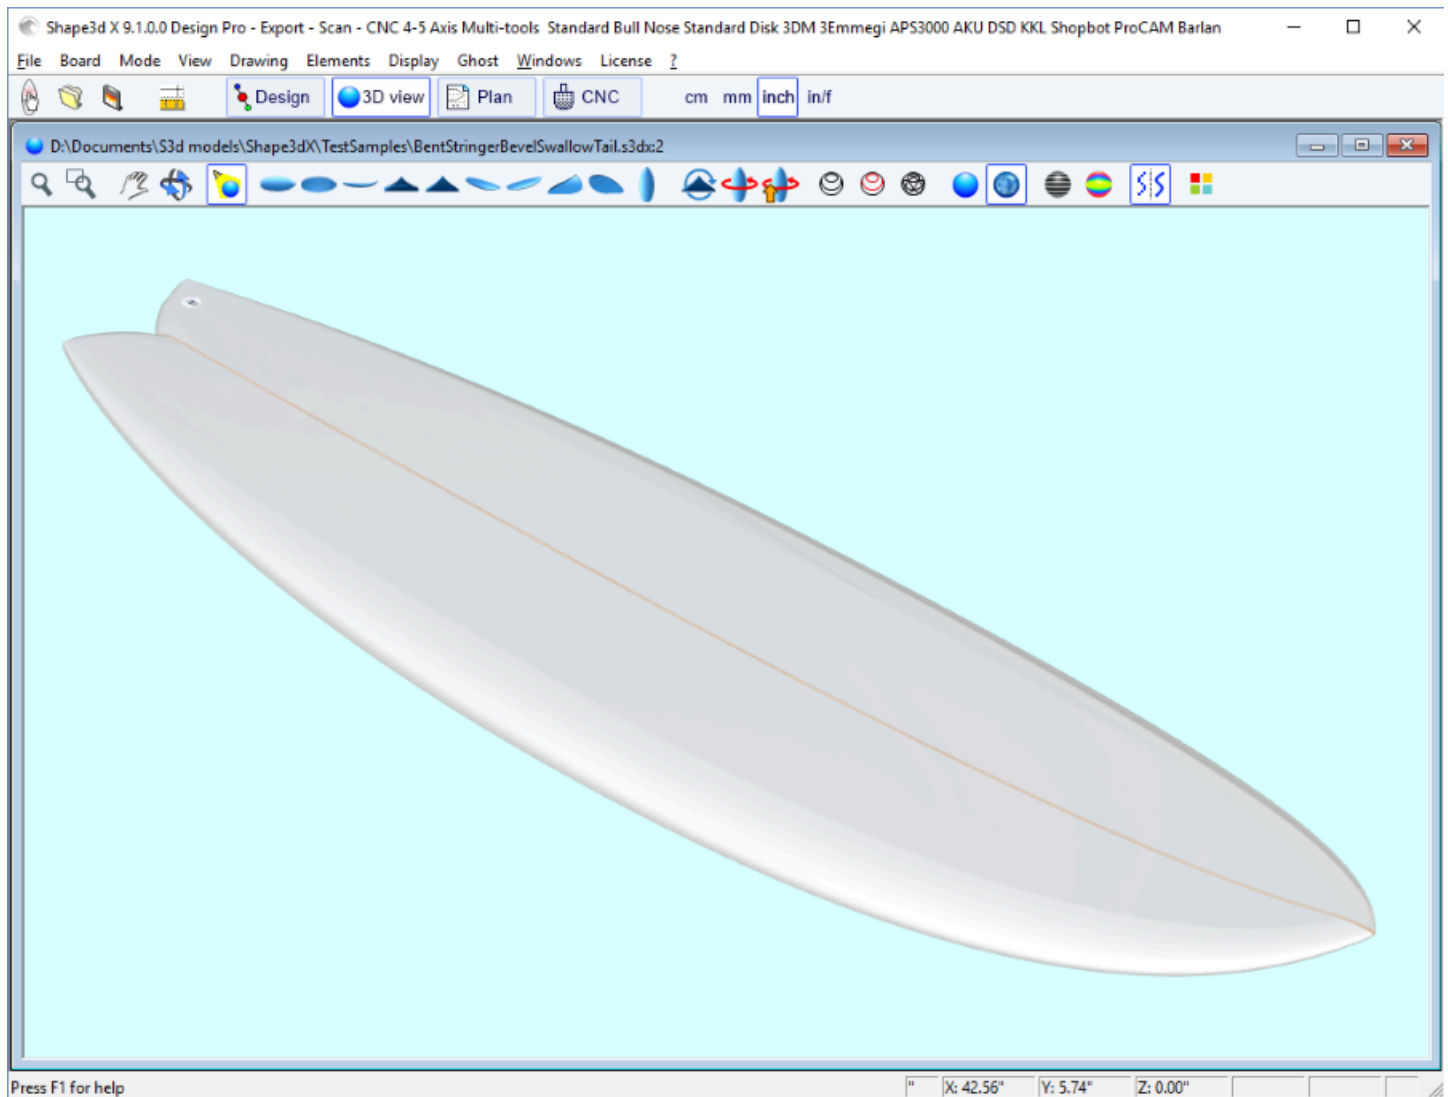 Shape3d X 9.1.0.0 Design Pro - Export - Scan - CNC 4-5 Axis Multi-tools  Standard Bull Nose Standard Disk 3DM 3Emmegi APS3000 AKU DSD KKL Shopbot ProCAM Barlan
File Board Mode View Drawing Elements Display Ghost Windows License ?
Design 3D view Plan CNC cm mm inch in/f
D:\Documents\S3d models\Shape3dX\TestSamples\BentStringerBevelSwallowTail.s3dx:2
Press F1 for help " X: 42.56" Y: 5.74" Z: 0.00"